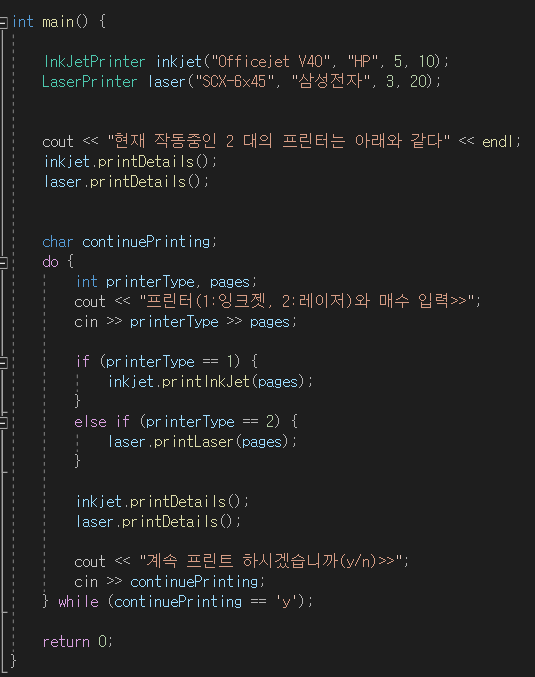 int main() {
InkJetPrinter inkjet("Officejet V40", "HP", 5, 10);
LaserPrinter laser("SCX-6x45", "삼성전자", 3, 20);
cout << "현재 작동중인 2 대의 프린터는 아래와 같다" << endl;
inkjet.printDetails();
laser.printDetails();
char continuePrinting;
do {
int printerType, pages;
cout << "프린터(1:잉크젯, 2:레이저)와 매수 입력>>";
cin >> printerType >> pages;
if (printerType == 1) {
inkjet.printInkJet(pages);
}
else if (printerType == 2) {
laser.printLaser(pages);
}
inkjet.printDetails();
laser.printDetails();
cout << "계속 프린트 하시겠습니까(y/n)>>";
cin >> continuePrinting;
} while (continuePrinting == 'y');
return 0;
}